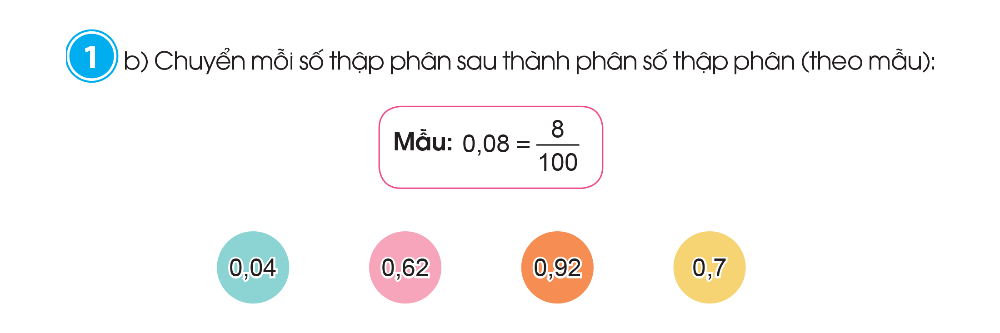 1 b) Chuyển mỗi số thập phân sau thành phân số thập phân (theo mẫu):
Mẫu: 0,08 = 8/100
0,04 0,62 0,92 0,7